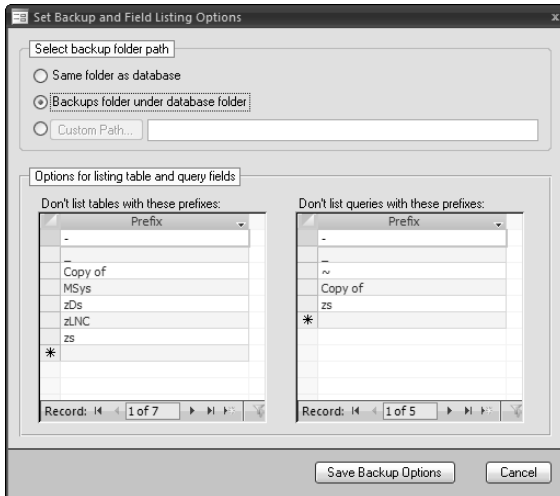 Set Backup and Field Listing Options x
Select backup folder path
Same folder as database
Backups folder under database folder
Custom Path...
Options for listing table and query fields
Don't list tables with these prefixes:
Prefix
-
_
Copy of
MSys
zDs
zLNC
zs
*
Record: 1 of 7
Don't list queries with these prefixes:
Prefix
-
_
~
Copy of
zs
*
Record: 1 of 5
Save Backup Options Cancel